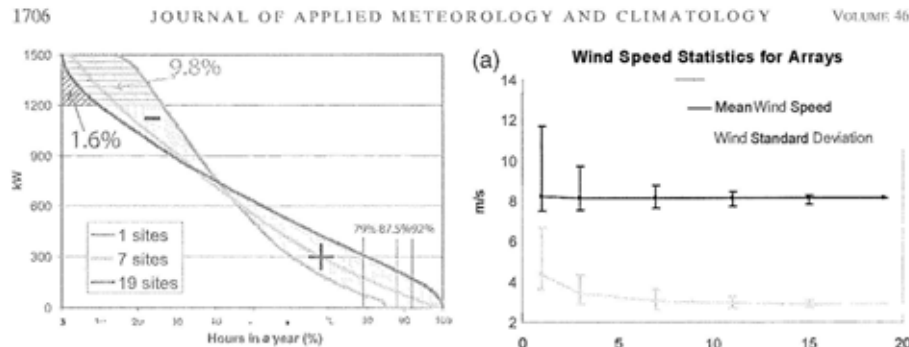 1706 JOURNAL OF APPLIED METEOROLOGY AND CLIMATOLOGY VOLUME 46
1500
1200
900
600
300
0
kW
9.8%
1.6%
−
+
79% 87.5% 92%
1 sites
7 sites
19 sites
20
90
Hours in a year (%)
(a) Wind Speed Statistics for Arrays
14
12
10
8
6
4
2
m/s
Mean Wind Speed
Wind Standard Deviation
0 5 10 15 20